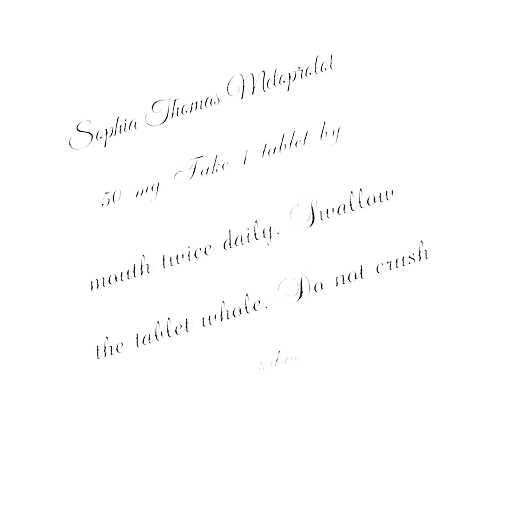 Sophia Thomas Metoprolol
50 mg Take 1 tablet by
mouth twice daily. Swallow
the tablet whole. Do not crush